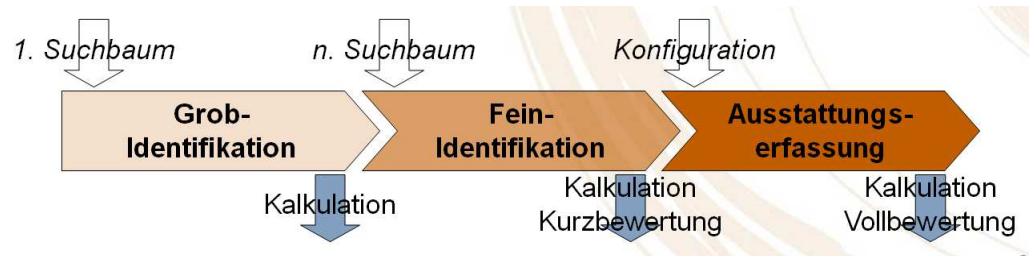 1. Suchbaum
n. Suchbaum
Konfiguration
Grob-
Identifikation
Fein-
Identifikation
Ausstattungs-
erfassung
Kalkulation
Kalkulation
Kurzbewertung
Kalkulation
Vollbewertung